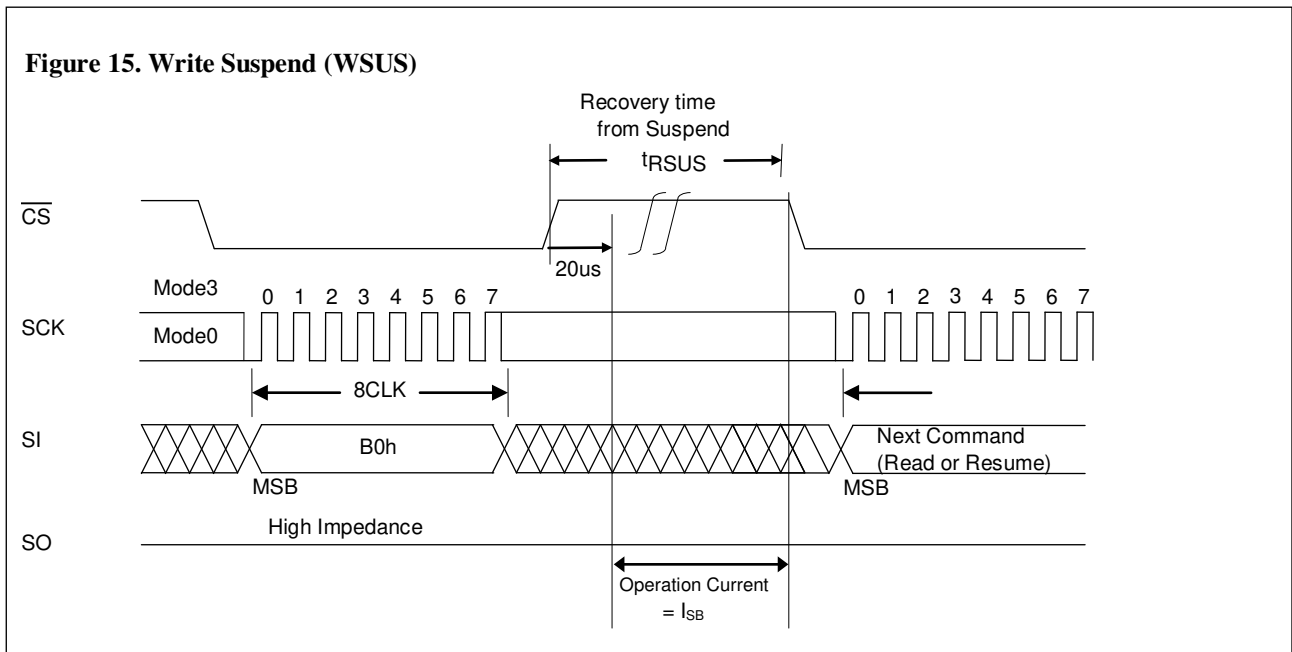 Figure 15. Write Suspend (WSUS)
Recovery time
from Suspend
tRSUS
CS
20us
Mode3
0 1 2 3 4 5 6 7
0 1 2 3 4 5 6 7
SCK
Mode0
8CLK
SI
B0h
Next Command
(Read or Resume)
MSB
MSB
High Impedance
SO
Operation Current
= ISB